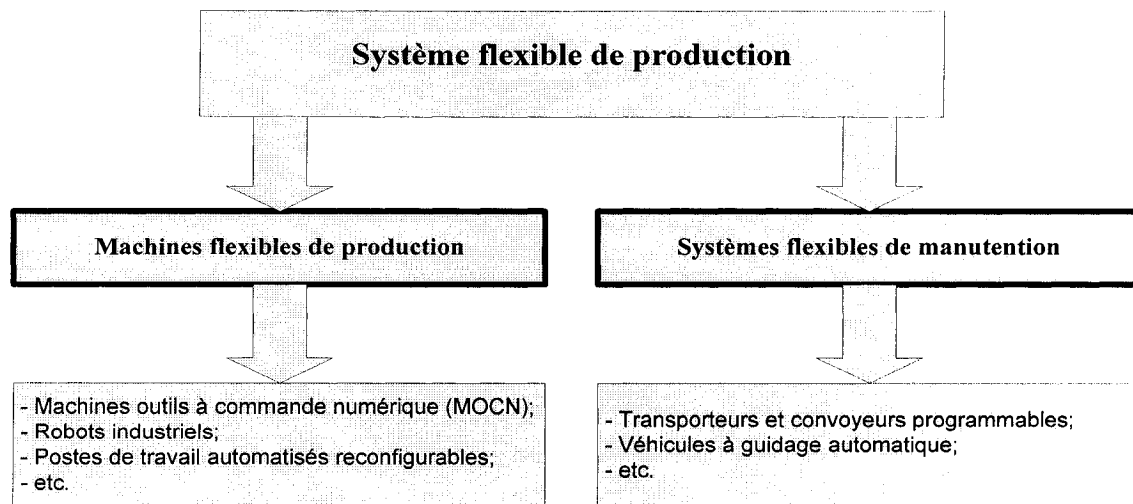 Système flexible de production
Machines flexibles de production
Systèmes flexibles de manutention
- Machines outils à commande numérique (MOCN);
- Robots industriels;
- Postes de travail automatisés reconfigurables;
- etc.
- Transporteurs et convoyeurs programmables;
- Véhicules à guidage automatique;
- etc.